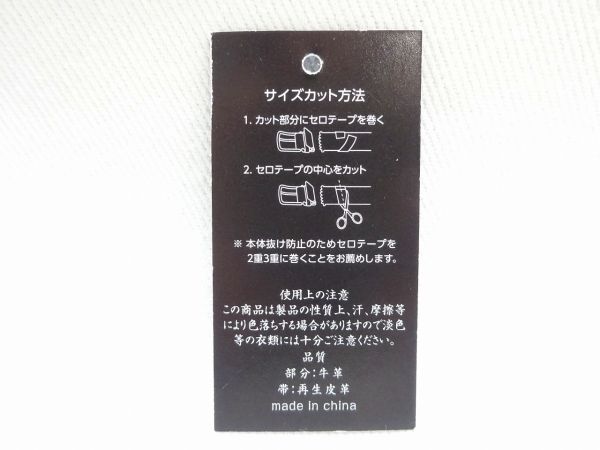 サイズカット方法
1. カット部分にセロテープを巻く
2. セロテープの中心をカット
※ 本体抜け防止のためセロテープを
2重3重に巻くことをお薦めします。
使用上の注意
この商品は製品の性質上、汗、摩擦等
により色落ちする場合がありますので淡色
等の衣類には十分ご注意ください。
品質
部分:牛革
帯:再生皮革
made in china